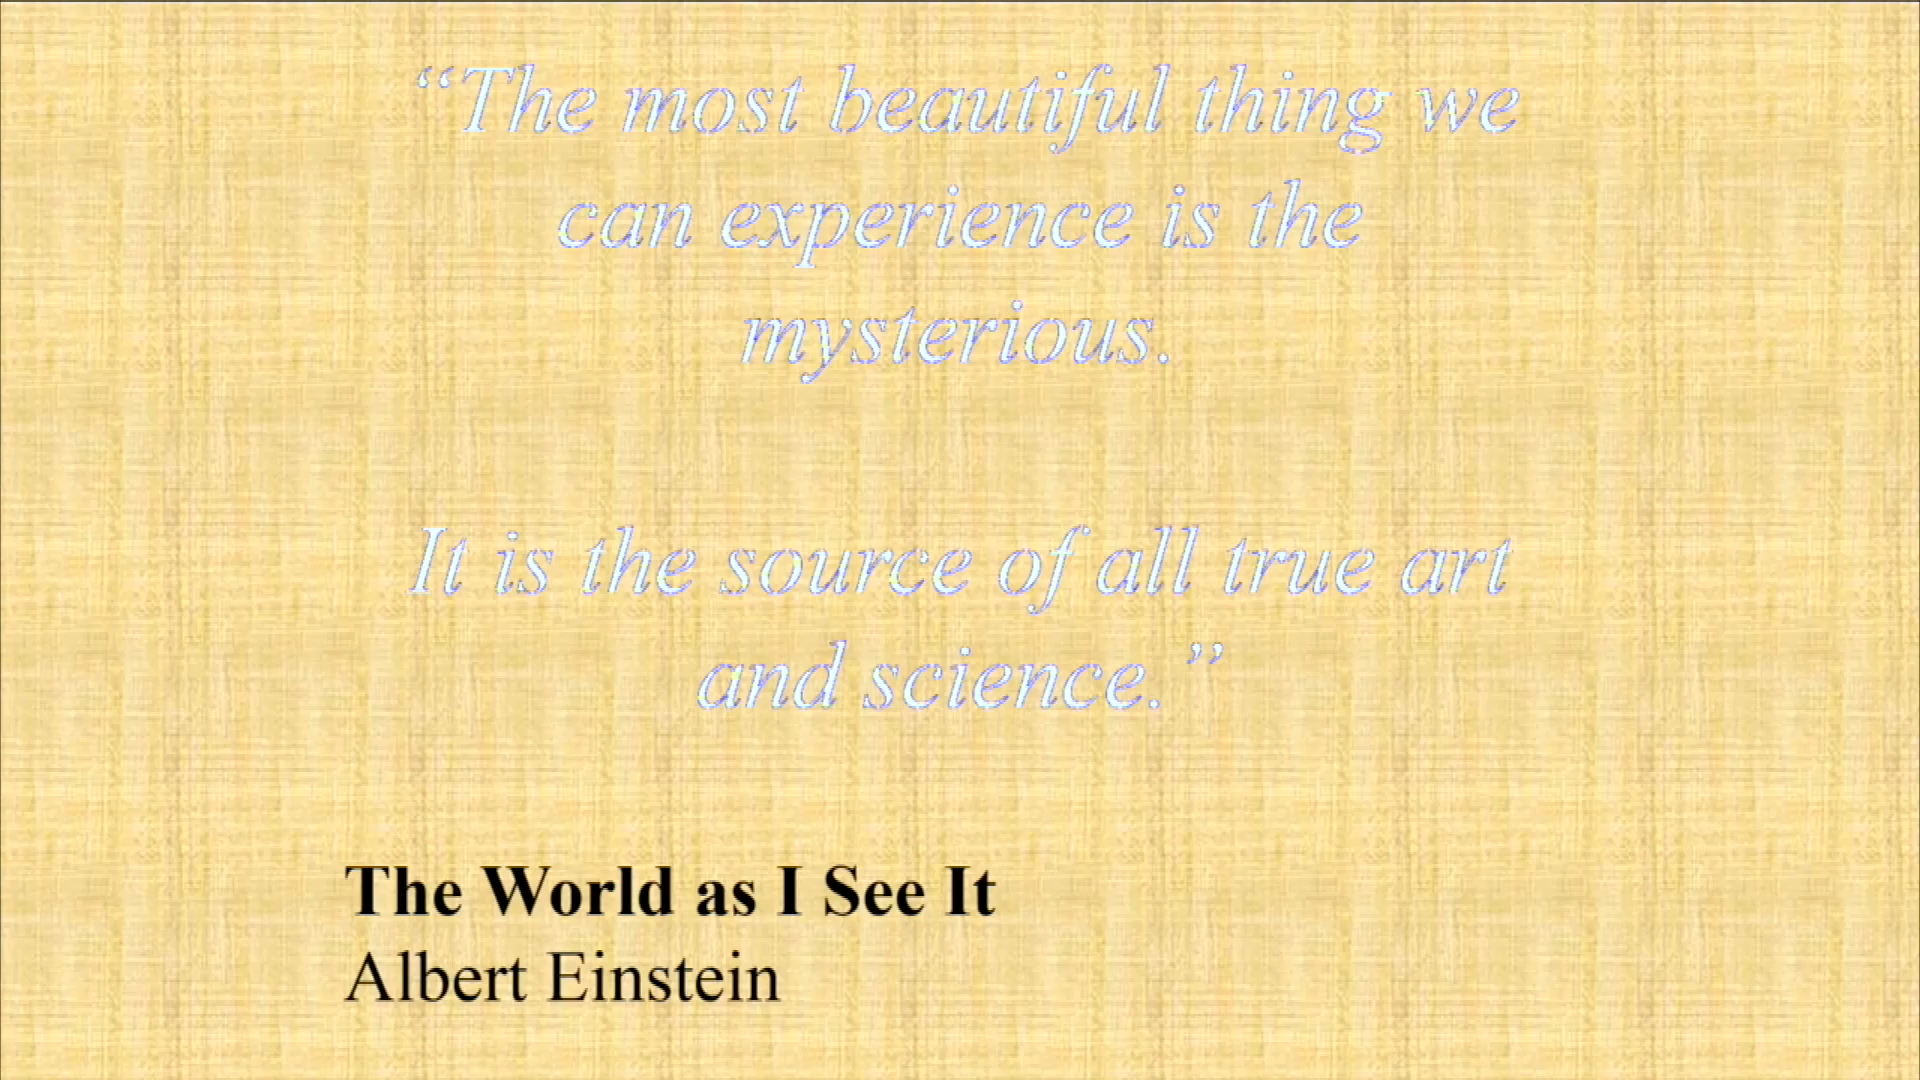 “The most beautiful thing we
can experience is the
mysterious.
It is the source of all true art
and science.”
The World as I See It
Albert Einstein